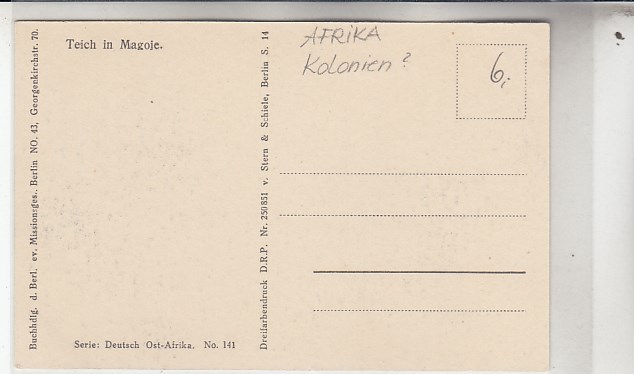 Teich in Magoje.
Buchhdlg. d. Berl. ev. Missionsges. Berlin NO. 43, Georgenkirchstr. 70.
Serie: Deutsch Ost-Afrika. No. 141
Dreifarbendruck D.R.P. Nr. 250851 v. Stern & Schiele, Berlin S. 14
AFRIKA
Kolonien?
6,-